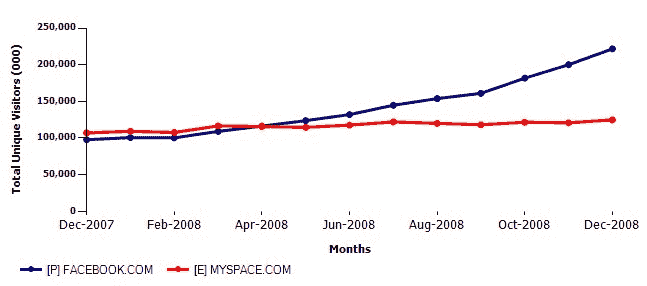 250,000
200,000
150,000
100,000
50,000
0
Total Unique Visitors (000)
Dec-2007 Feb-2008 Apr-2008 Jun-2008 Aug-2008 Oct-2008 Dec-2008
Months
[P] FACEBOOK.COM [E] MYSPACE.COM